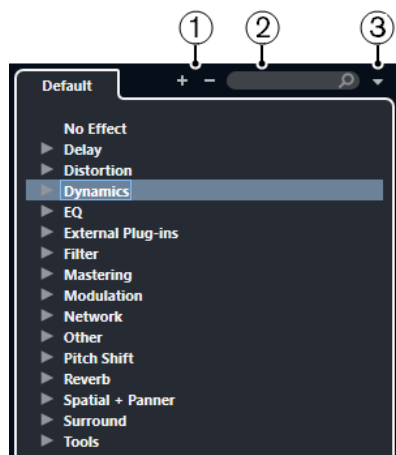 1 2 3
Default + −
No Effect
Delay
Distortion
Dynamics
EQ
External Plug-ins
Filter
Mastering
Modulation
Network
Other
Pitch Shift
Reverb
Spatial + Panner
Surround
Tools